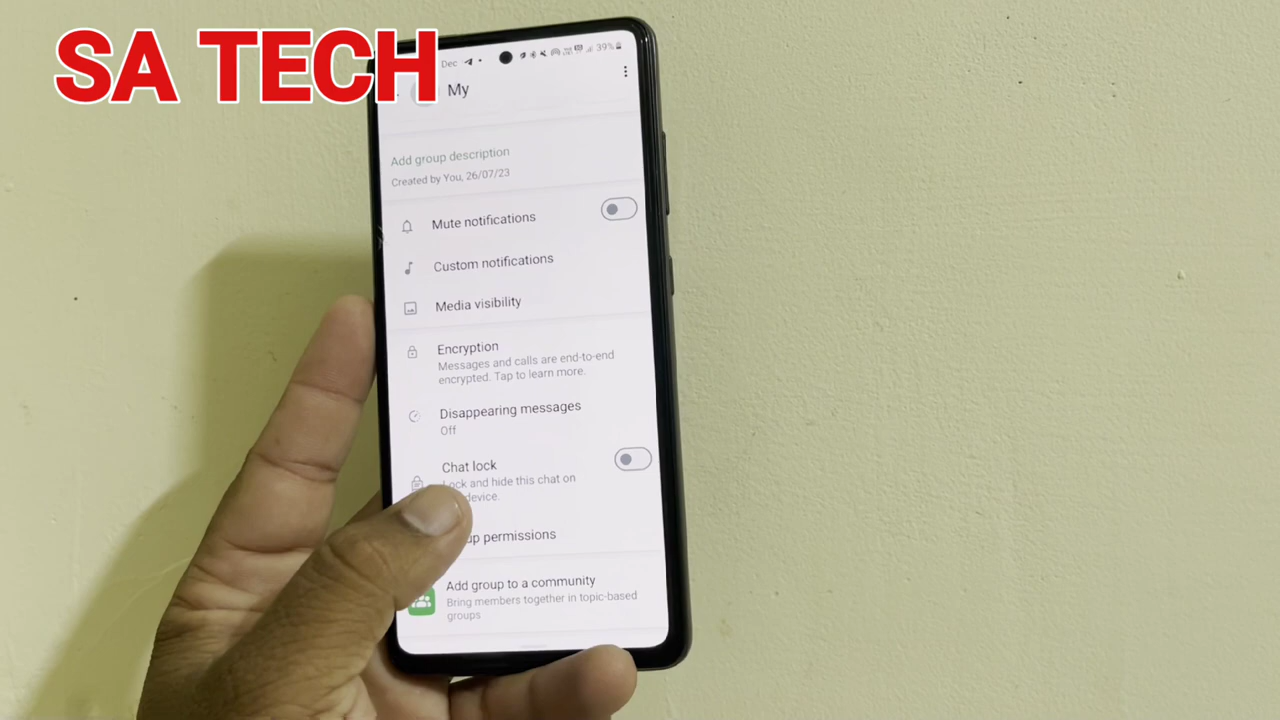 SA TECH
Dec
39%
My
Add group description
Created by You, 26/07/23
Mute notifications
Custom notifications
Media visibility
Encryption
Messages and calls are end-to-end
encrypted. Tap to learn more.
Disappearing messages
Off
Chat lock
Lock and hide this chat on
device.
permissions
Add group to a community
Bring members together in topic-based
groups